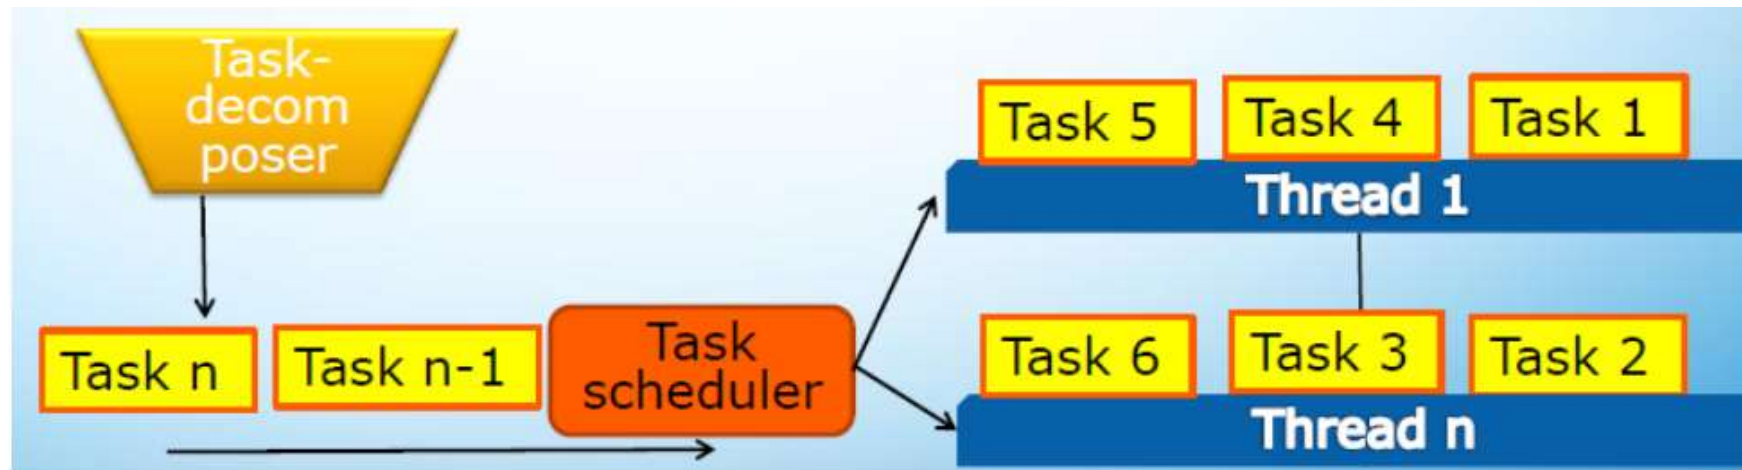 Task-
decom
poser
Task n
Task n-1
Task
scheduler
Task 5
Task 4
Task 1
Thread 1
Task 6
Task 3
Task 2
Thread n